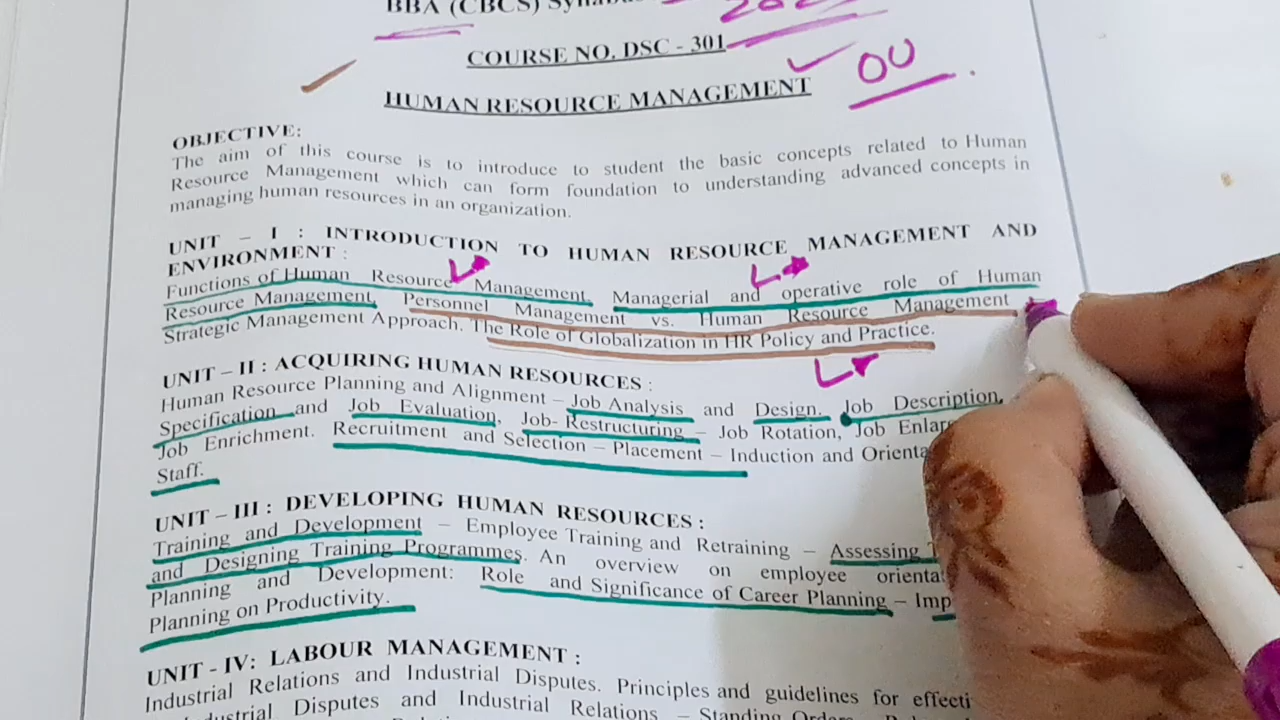 BBA (CBCS)
COURSE NO. DSC - 301
OU
HUMAN RESOURCE MANAGEMENT
OBJECTIVE:
The aim of this course is to introduce to student the basic concepts related to Human
Resource Management which can form foundation to understanding advanced concepts in
managing human resources in an organization.
UNIT – I : INTRODUCTION TO HUMAN RESOURCE MANAGEMENT AND
ENVIRONMENT :
Functions of Human Resource Management, Managerial and operative role of Human
Resource Management, Personnel Management vs. Human Resource Management
Strategic Management Approach. The Role of Globalization in HR Policy and Practice.
UNIT – II : ACQUIRING HUMAN RESOURCES :
Human Resource Planning and Alignment – Job Analysis and Design. Job Description,
Specification and Job Evaluation, Job- Restructuring – Job Rotation, Job
Job Enrichment. Recruitment and Selection – Placement – Induction and
Staff.
UNIT – III : DEVELOPING HUMAN RESOURCES :
Training and Development – Employee Training and Retraining – Assessing
and Designing Training Programmes. An overview on employee
Planning and Development: Role and Significance of Career Planning –
Planning on Productivity.
UNIT - IV: LABOUR MANAGEMENT :
Industrial Relations and Industrial Disputes. Principles and guidelines for
Industrial Disputes and Industrial Relations – Standing